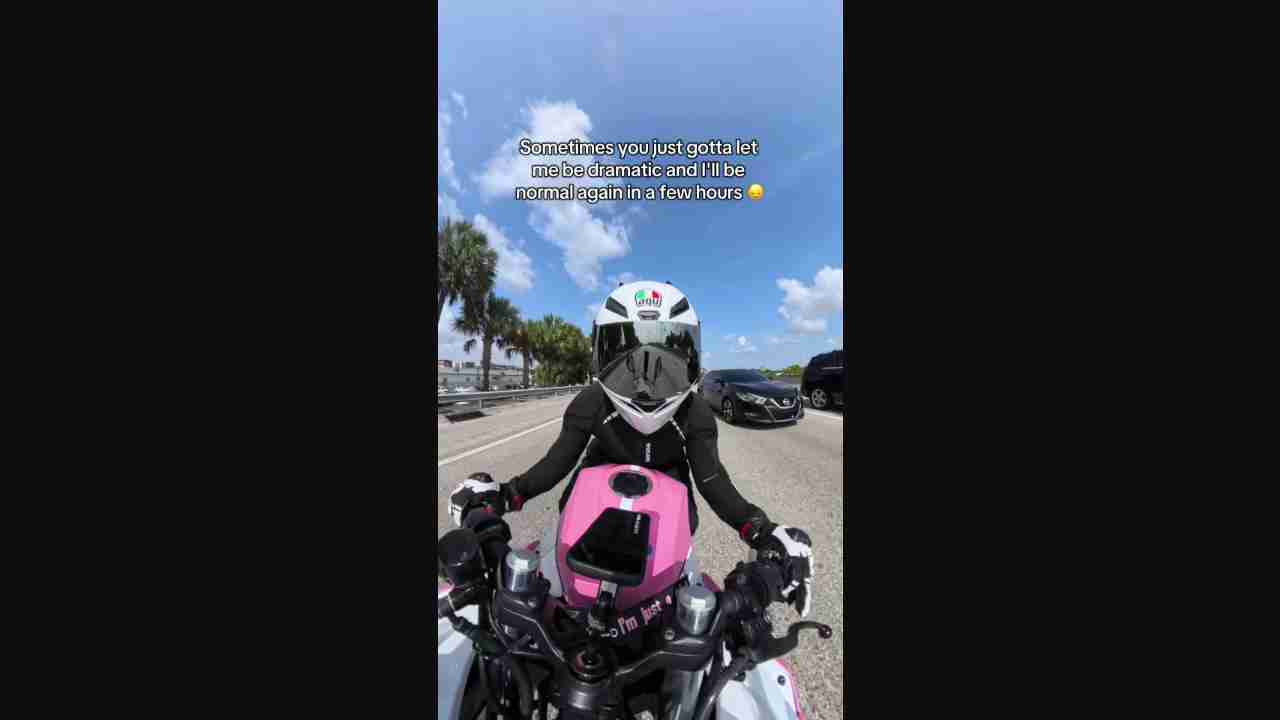 Sometimes you just gotta let
me be dramatic and I'll be
normal again in a few hours 😞
agv
I'm just